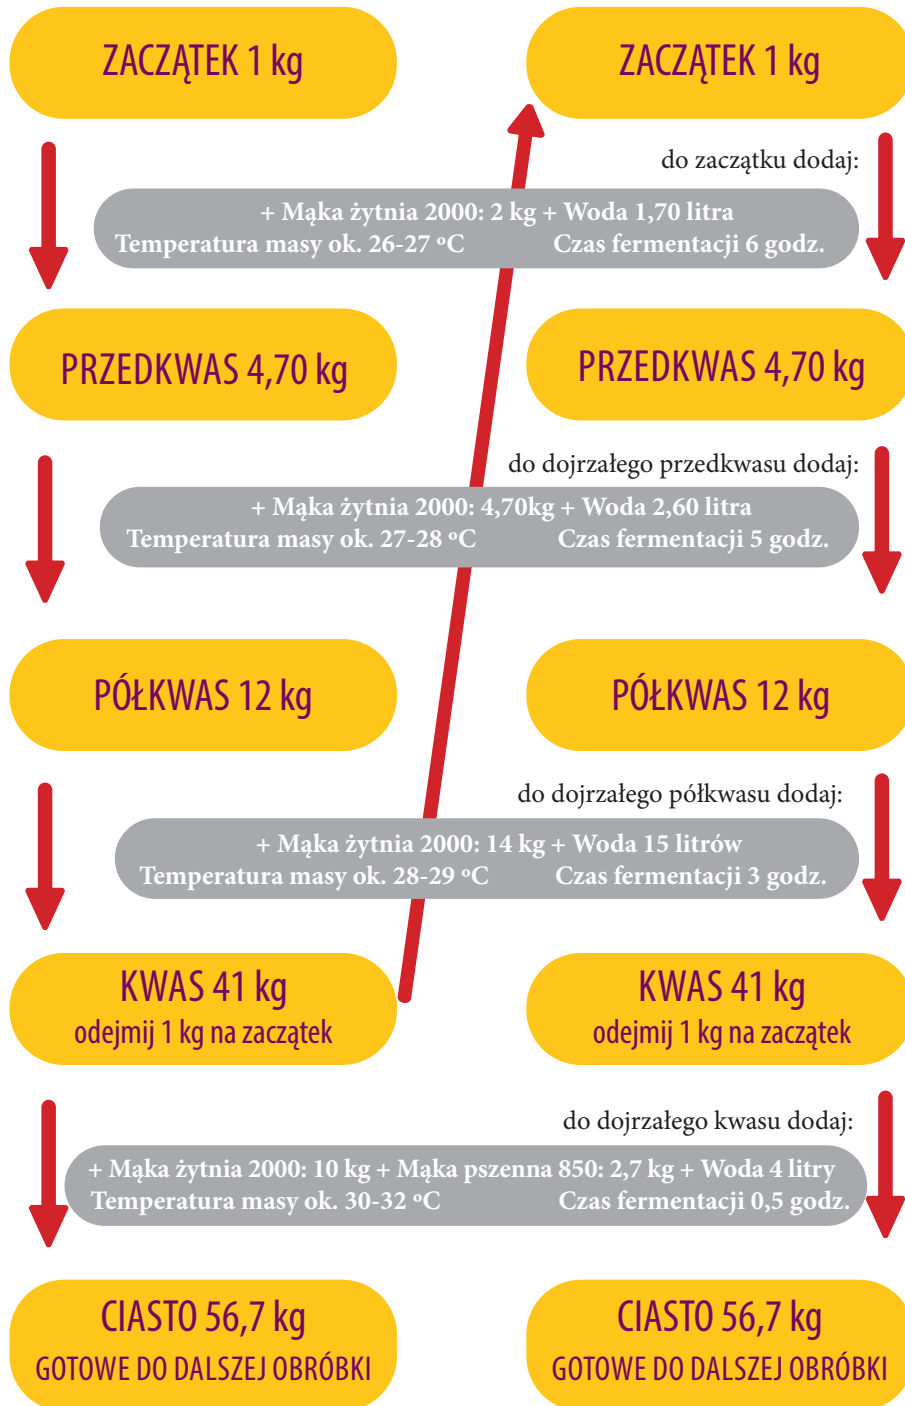 ZACZĄTEK 1 kg
ZACZĄTEK 1 kg
do zaczątku dodaj:
+ Mąka żytnia 2000: 2 kg + Woda 1,70 litra
Temperatura masy ok. 26-27 ºC Czas fermentacji 6 godz.
PRZEDKWAS 4,70 kg
PRZEDKWAS 4,70 kg
do dojrzałego przedkwasu dodaj:
+ Mąka żytnia 2000: 4,70kg + Woda 2,60 litra
Temperatura masy ok. 27-28 ºC Czas fermentacji 5 godz.
PÓŁKWAS 12 kg
PÓŁKWAS 12 kg
do dojrzałego półkwasu dodaj:
+ Mąka żytnia 2000: 14 kg + Woda 15 litrów
Temperatura masy ok. 28-29 ºC Czas fermentacji 3 godz.
KWAS 41 kg
odejmij 1 kg na zaczątek
KWAS 41 kg
odejmij 1 kg na zaczątek
do dojrzałego kwasu dodaj:
+ Mąka żytnia 2000: 10 kg + Mąka pszenna 850: 2,7 kg + Woda 4 litry
Temperatura masy ok. 30-32 ºC Czas fermentacji 0,5 godz.
CIASTO 56,7 kg
GOTOWE DO DALSZEJ OBRÓBKI
CIASTO 56,7 kg
GOTOWE DO DALSZEJ OBRÓBKI